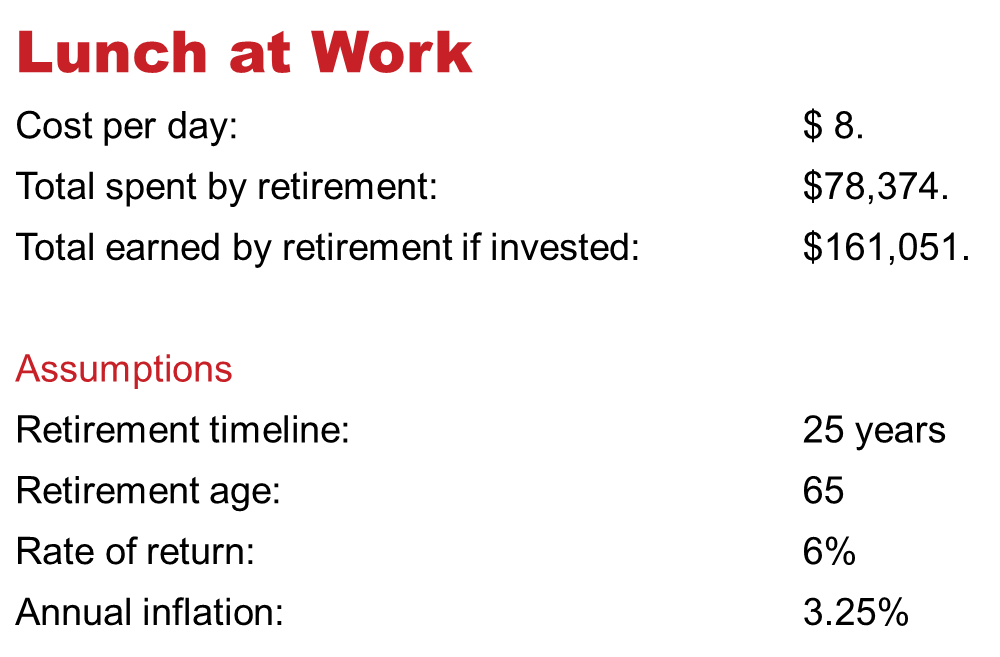 Lunch at Work
Cost per day: $ 8.
Total spent by retirement: $78,374.
Total earned by retirement if invested: $161,051.
Assumptions
Retirement timeline: 25 years
Retirement age: 65
Rate of return: 6%
Annual inflation: 3.25%